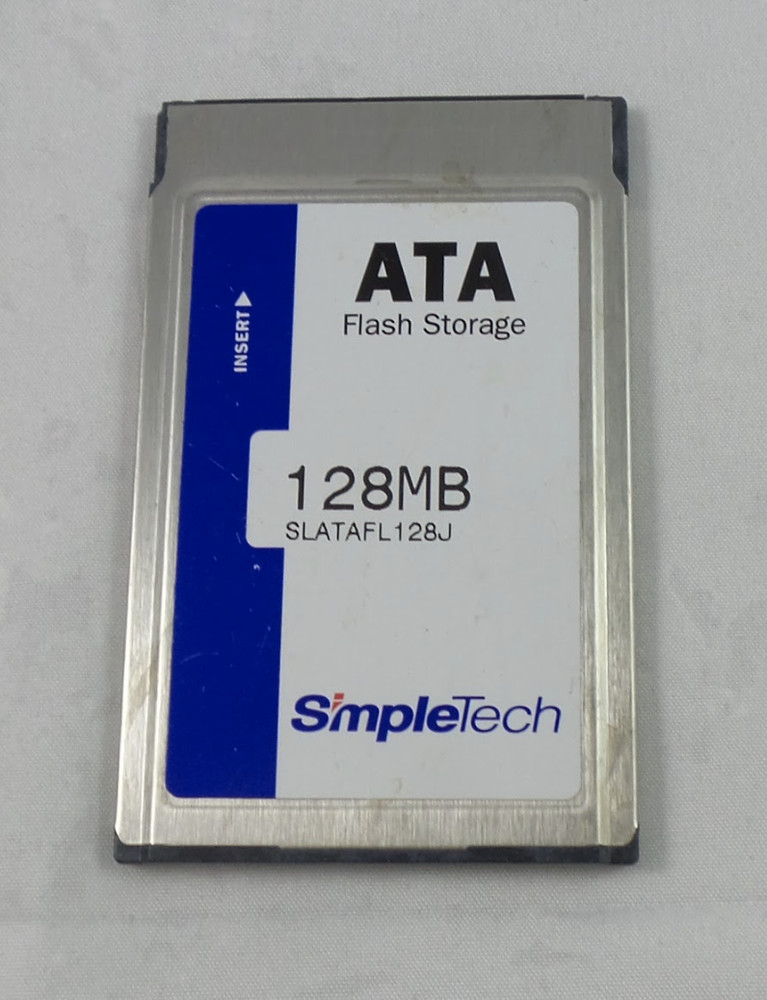 ATA
Flash Storage
INSERT
128MB
SLATAFL128J
SimpleTech